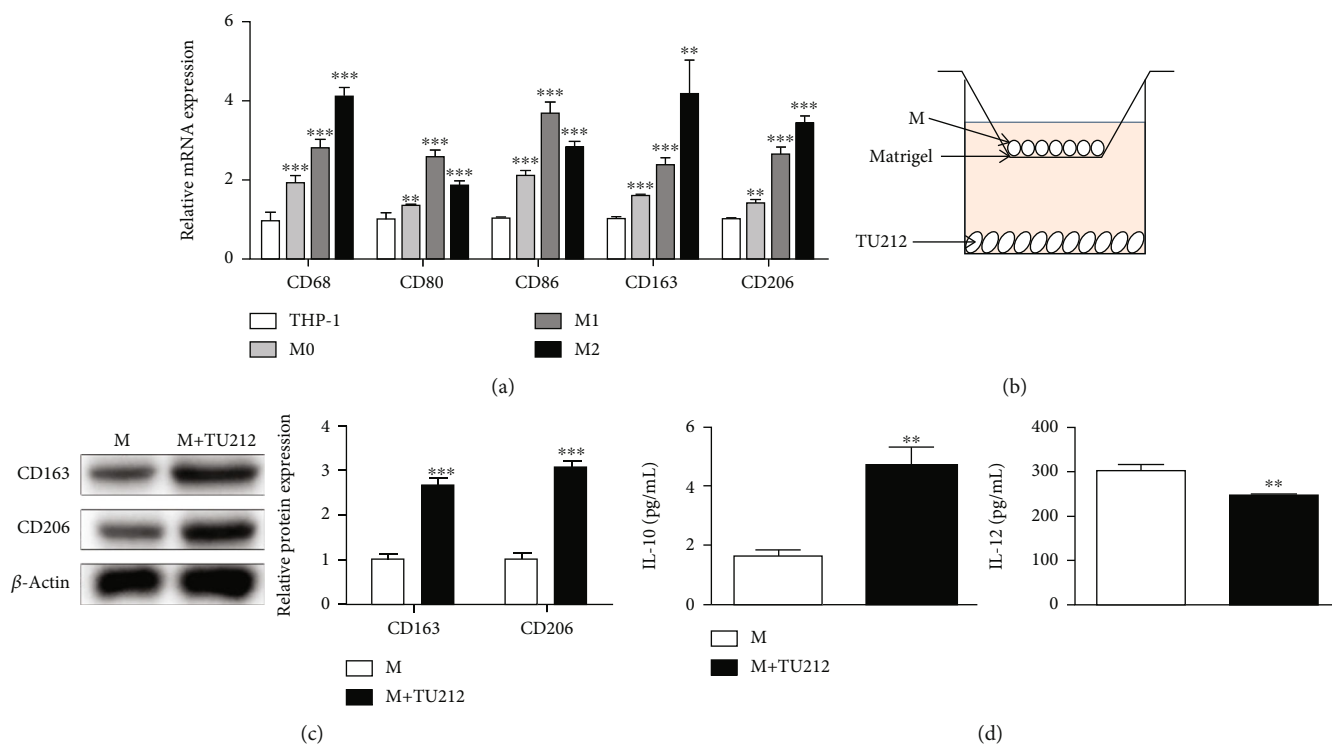 Relative mRNA expression
6
4
2
0
*** *** ***
** *** ***
*** *** ***
*** *** **
** *** ***
CD68 CD80 CD86 CD163 CD206
THP-1 M1
M0 M2
(a)
M
Matrigel
TU212
(b)
M M+TU212
CD163
CD206
β-Actin
Relative protein expression
4
3
2
1
0
*** ***
CD163 CD206
M
M+TU212
(c)
IL-10 (pg/mL)
6
4
2
0
**
M
M+TU212
IL-12 (pg/mL)
400
300
200
100
0
**
(d)